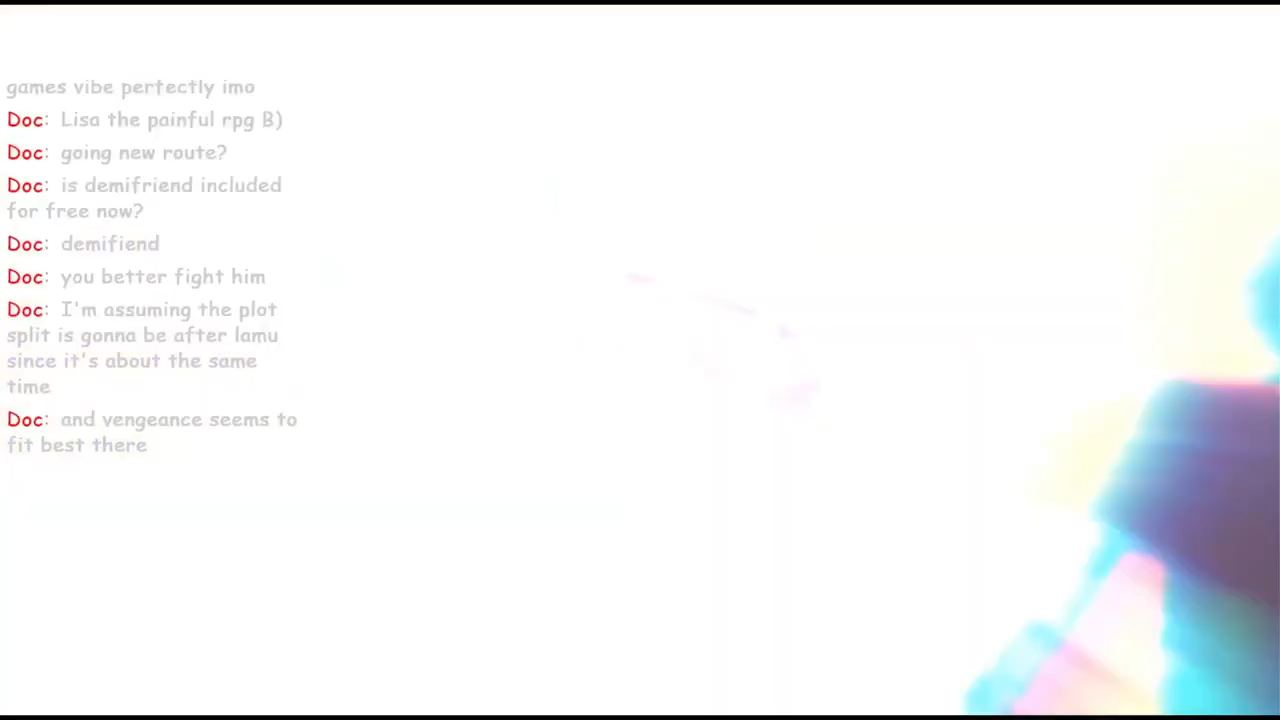 games vibe perfectly imo
Doc: Lisa the painful rpg B)
Doc: going new route?
Doc: is demifriend included
for free now?
Doc: demifiend
Doc: you better fight him
Doc: I'm assuming the plot
split is gonna be after lamu
since it's about the same
time
Doc: and vengeance seems to
fit best there